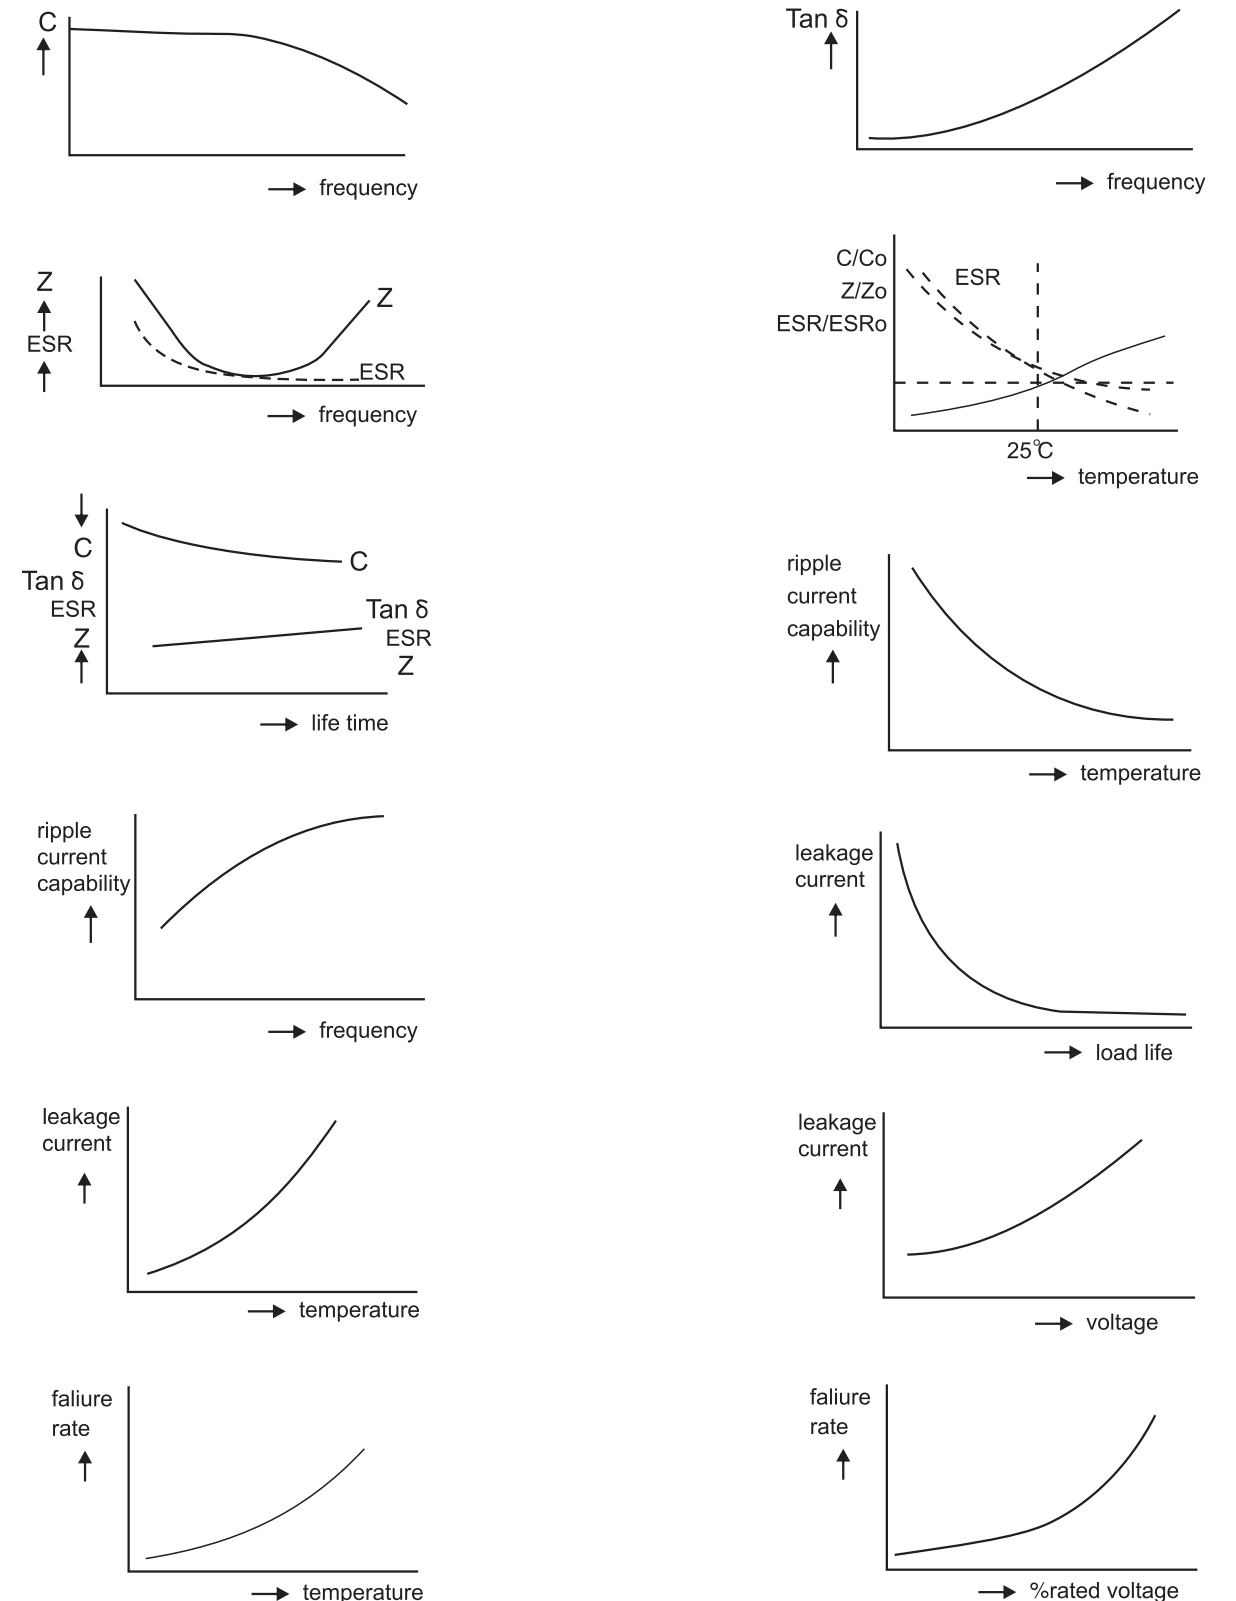 C
frequency
Tan δ
frequency
Z
ESR
Z
ESR
frequency
C/Co
Z/Zo
ESR/ESRo
ESR
25°C
temperature
C
Tan δ
ESR
Z
C
Tan δ
ESR
Z
life time
ripple
current
capability
temperature
ripple
current
capability
frequency
leakage
current
load life
leakage
current
temperature
leakage
current
voltage
faliure
rate
temperature
faliure
rate
%rated voltage